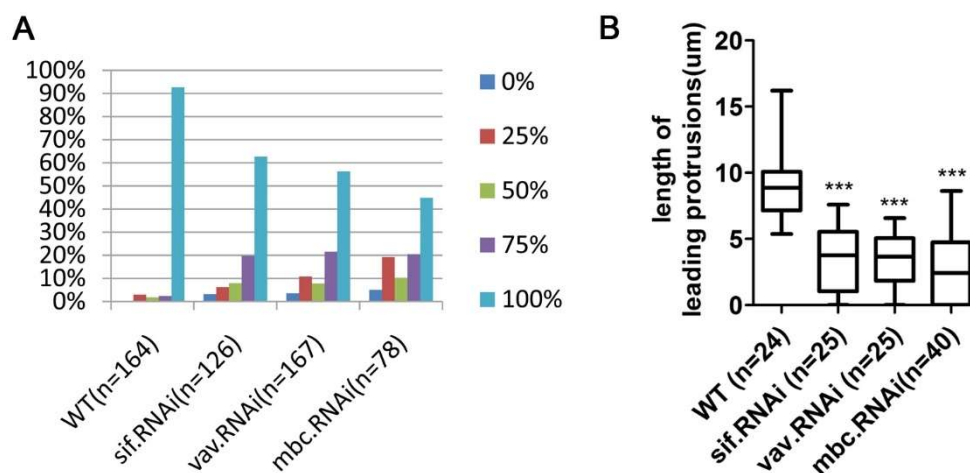 A
100%
90%
80%
70%
60%
50%
40%
30%
20%
10%
0%
WT(n=164)
sif.RNAi(n=126)
vav.RNAi(n=167)
mbc.RNAi(n=78)
0%
25%
50%
75%
100%
B
length of
leading protrusions(um)
20
15
10
5
0
***
***
***
WT (n=24)
sif.RNAi (n=25)
vav.RNAi (n=25)
mbc.RNAi(n=40)